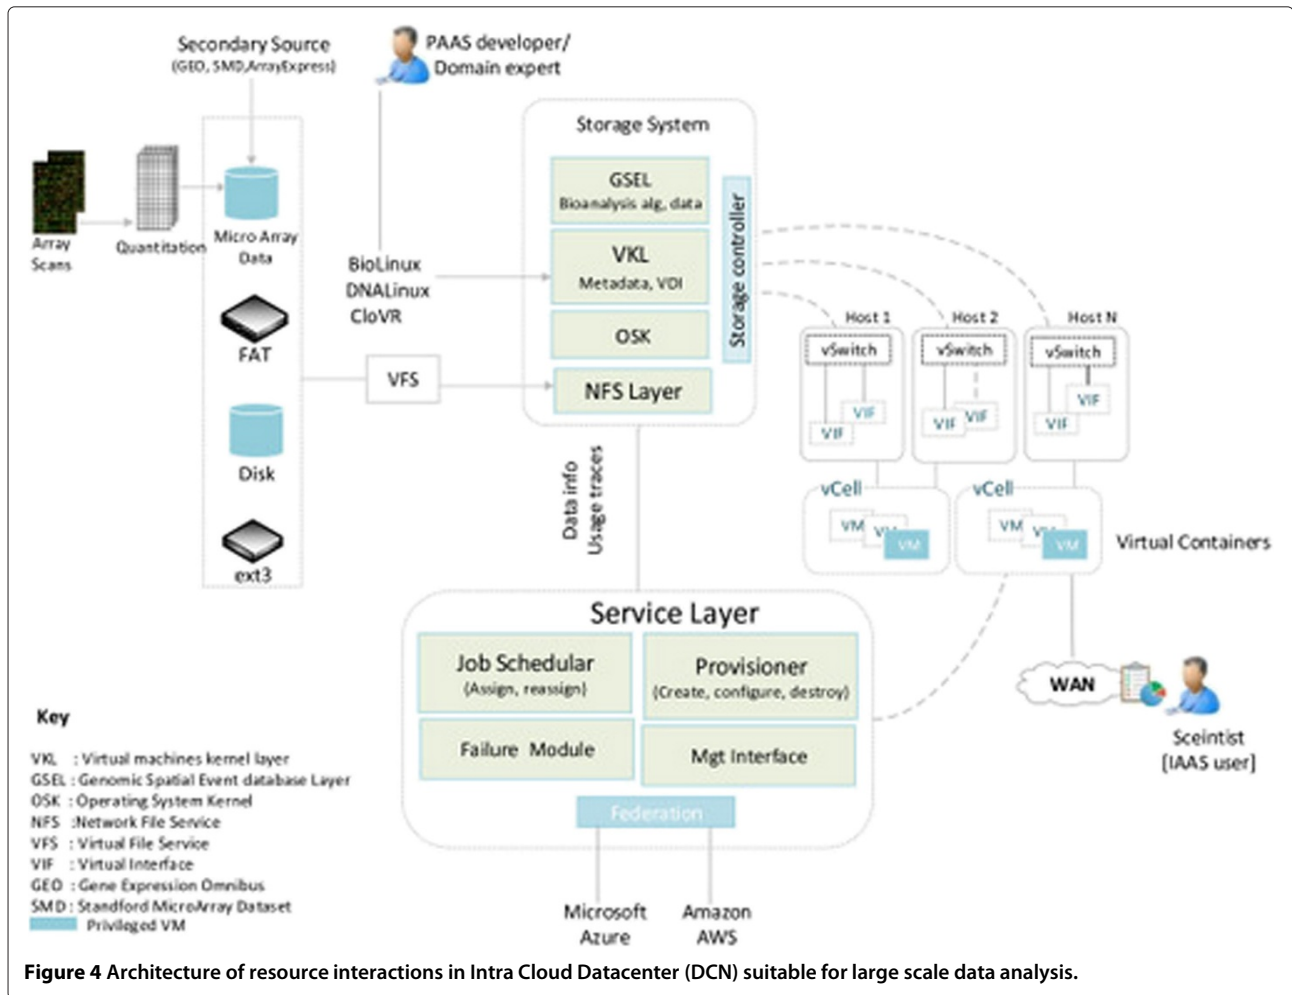 Secondary Source
(GEO, SMD,ArrayExpress)
PAAS developer/
Domain expert
Array
Scans
Quantitation
Micro Array
Data
FAT
Disk
ext3
BioLinux
DNALinux
CloVR
VFS
Storage System
GSEL
Bioanalysis alg, data
VKL
Metadata, VDI
OSK
NFS Layer
Storage controller
Host 1
vSwitch
VIF
VIF
Host 2
vSwitch
VIF
VIF
Host N
vSwitch
VIF
VIF
vCell
VM
VM
vCell
VM
VM
Virtual Containers
Data info
Usage traces
Service Layer
Job Schedular
(Assign, reassign)
Provisioner
(Create, configure, destroy)
Failure Module
Mgt Interface
Federation
Microsoft
Azure
Amazon
AWS
WAN
Sceintist
[IAAS user]
Key
VKL : Virtual machines kernel layer
GSEL : Genomic Spatial Event database Layer
OSK : Operating System Kernel
NFS :Network File Service
VFS : Virtual File Service
VIF : Virtual Interface
GEO : Gene Expression Omnibus
SMD : Standford MicroArray Dataset
Privileged VM
Figure 4 Architecture of resource interactions in Intra Cloud Datacenter (DCN) suitable for large scale data analysis.